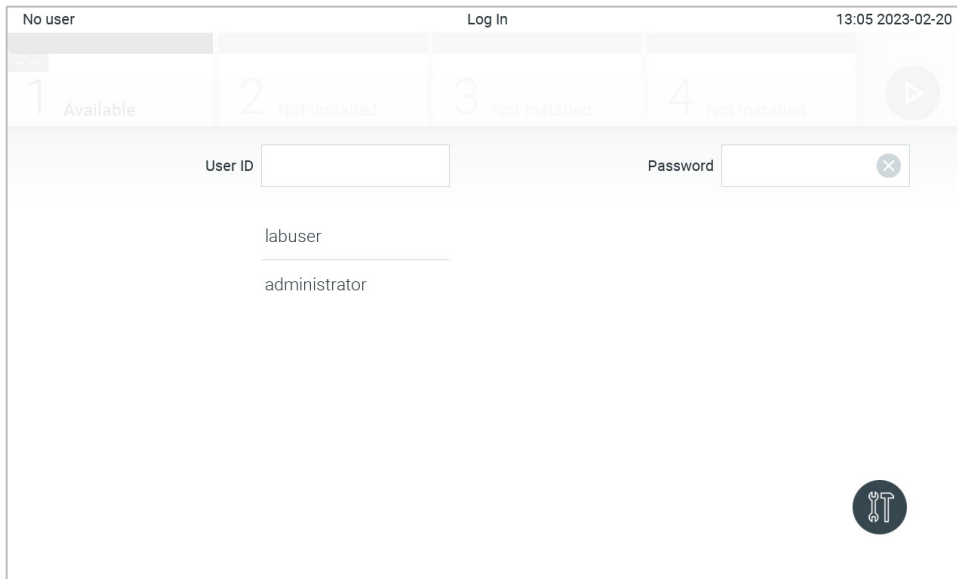 No user Log In 13:05 2023-02-20
1 Available 2 Not installed 3 Not installed 4 Not installed
User ID Password
labuser
administrator